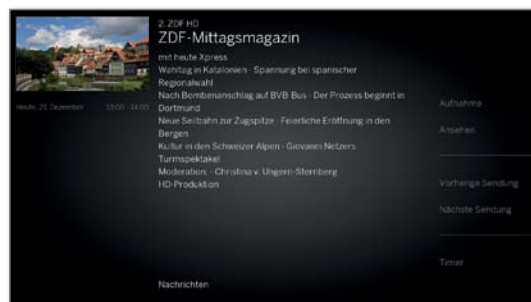 2. ZDF HD
ZDF-Mittagsmagazin
mit heute Xpress
Wahltag in Katalonien - Spannung bei spanischer
Regionalwahl
Nach Bombenanschlag auf BVB-Bus - Der Prozess beginnt in
Dortmund
Neue Seilbahn zur Zugspitze - Feierliche Eröffnung in den
Bergen
Kultur in den Schweizer Alpen - Giovanni Netzers
Turmspektakel
Moderation: - Christina v. Ungern-Sternberg
HD-Produktion
Heute, 21. Dezember 13:00 - 14:00
Aufnahme
Ansehen
Vorherige Sendung
Nächste Sendung
Timer
Nachrichten